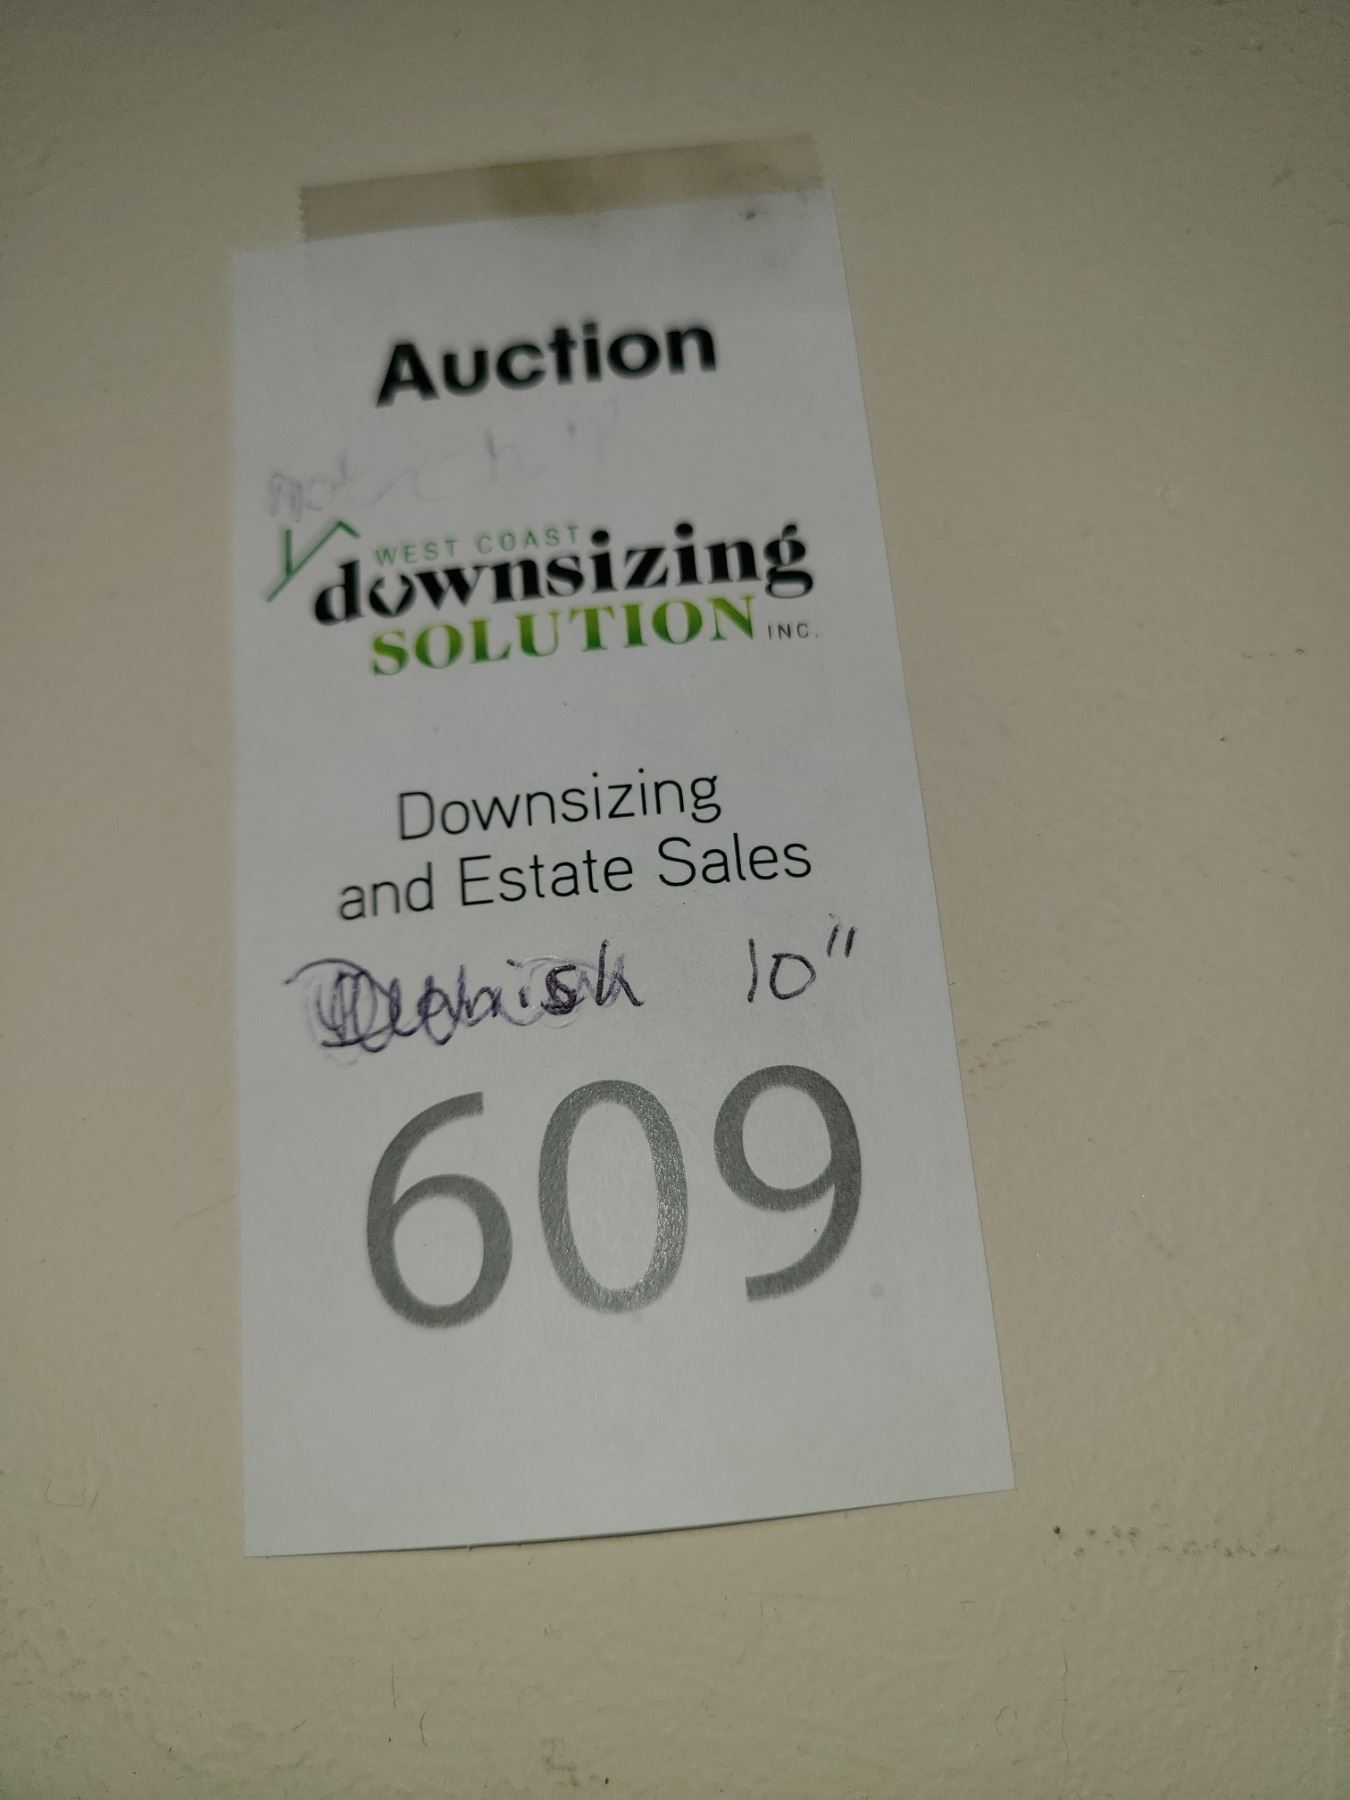 Auction
WEST COAST
downsizing
SOLUTION INC.
Downsizing
and Estate Sales
10"
609